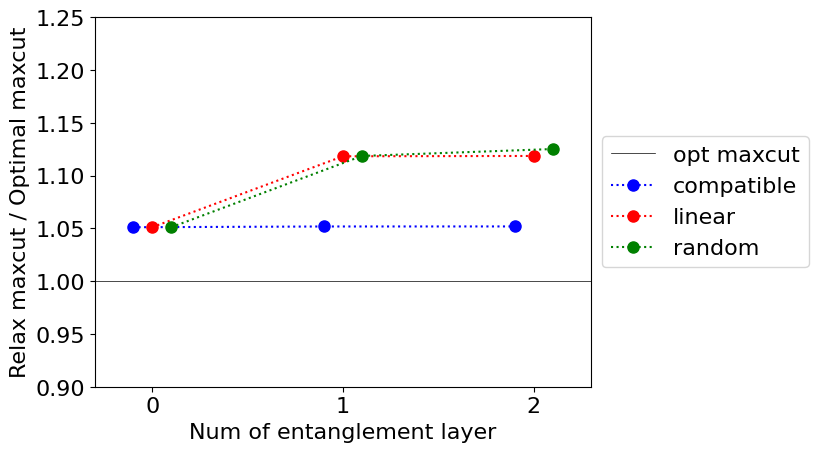 Relax maxcut / Optimal maxcut
1.25
1.20
1.15
1.10
1.05
1.00
0.95
0.90
0 1 2
Num of entanglement layer
opt maxcut
compatible
linear
random